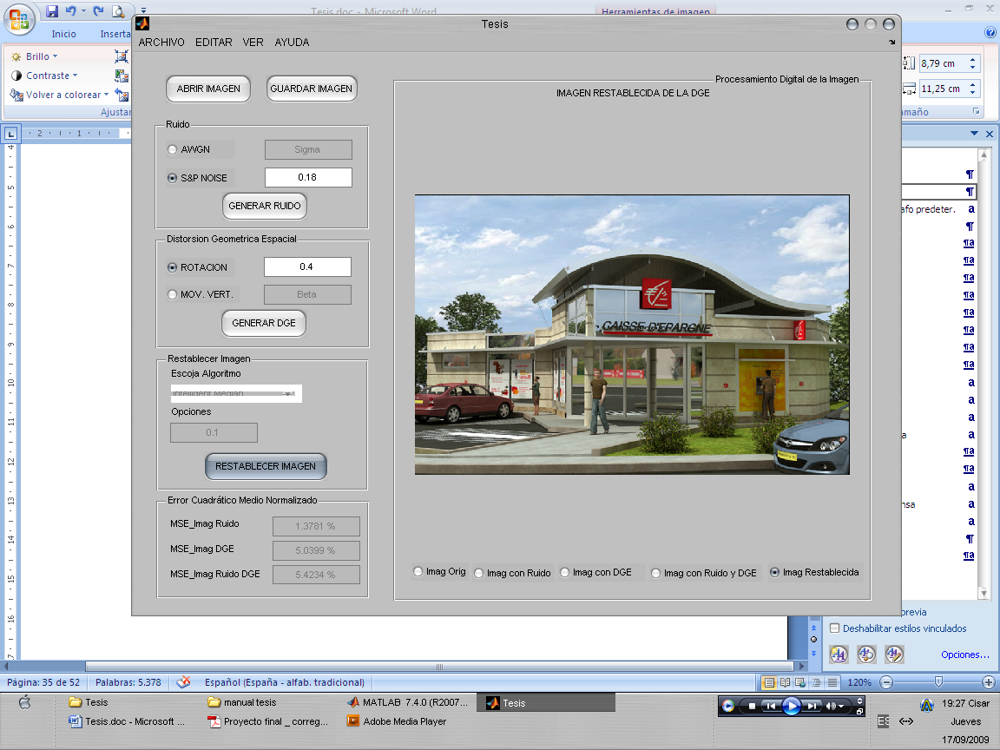 Tesis.doc - Microsoft Word
Herramientas de imagen
Inicio
Inserta
Brillo
Contraste
Volver a colorear
Ajustar
8,79 cm
11,25 cm
amaño
Tesis
ARCHIVO EDITAR VER AYUDA
ABRIR IMAGEN
GUARDAR IMAGEN
Ruido
AWGN
Sigma
S&P NOISE
0.18
GENERAR RUIDO
Distorsion Geometrica Espacial
ROTACION
0.4
MOV. VERT.
Beta
GENERAR DGE
Restablecer Imagen
Escoja Algoritmo
Intelligent Median
Opciones
0.1
RESTABLECER IMAGEN
Error Cuadrático Medio Normalizado
MSE_Imag Ruido
1.3781 %
MSE_Imag DGE
5.0399 %
MSE_Imag Ruido DGE
5.4234 %
Procesamiento Digital de la Imagen
IMAGEN RESTABLECIDA DE LA DGE
CAISSE D'EPARGNE
Imag Orig
Imag con Ruido
Imag con DGE
Imag con Ruido y DGE
Imag Restablecida
afo predeter.
a
nsa
previa
Deshabilitar estilos vinculados
Opciones...
Página: 35 de 52
Palabras: 5.378
Español (España - alfab. tradicional)
120%
Tesis
manual tesis
MATLAB 7.4.0 (R2007...
Tesis
Tesis.doc - Microsoft ...
Proyecto final _ correg...
Adobe Media Player
ES
19:27 Cisar
Jueves
17/09/2009